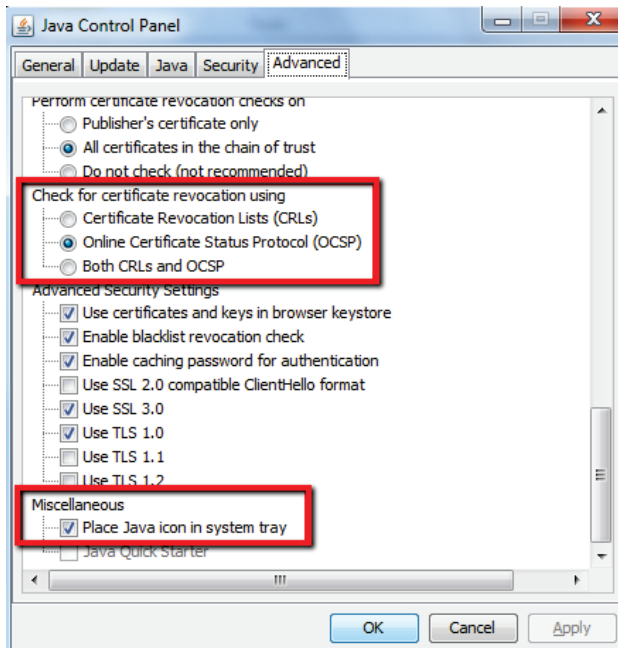 Java Control Panel
General Update Java Security Advanced
Perform certificate revocation checks on
Publisher's certificate only
All certificates in the chain of trust
Do not check (not recommended)
Check for certificate revocation using
Certificate Revocation Lists (CRLs)
Online Certificate Status Protocol (OCSP)
Both CRLs and OCSP
Advanced Security Settings
Use certificates and keys in browser keystore
Enable blacklist revocation check
Enable caching password for authentication
Use SSL 2.0 compatible ClientHello format
Use SSL 3.0
Use TLS 1.0
Use TLS 1.1
Use TLS 1.2
Miscellaneous
Place Java icon in system tray
Java Quick Starter
OK Cancel Apply